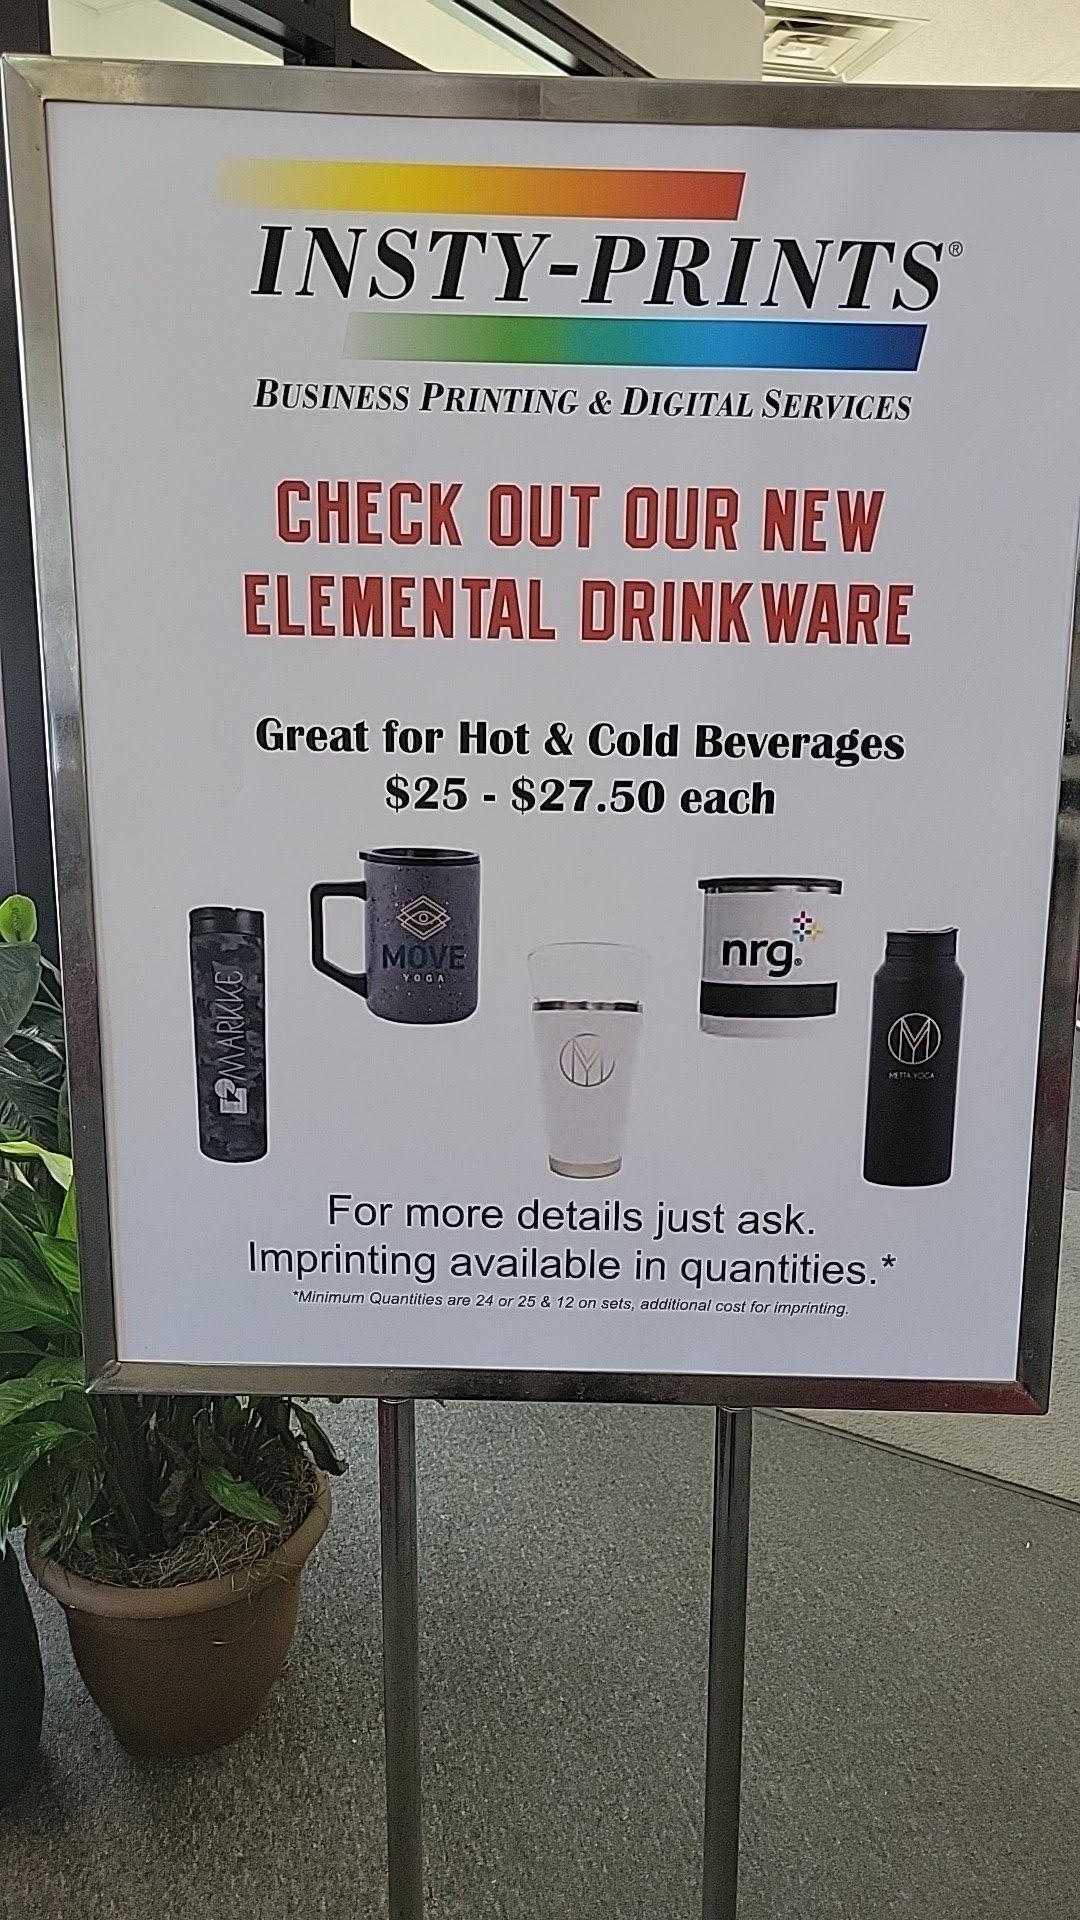 INSTY-PRINTS®
BUSINESS PRINTING & DIGITAL SERVICES
CHECK OUT OUR NEW
ELEMENTAL DRINKWARE
Great for Hot & Cold Beverages
$25 - $27.50 each
MARKKE
MOVE
YOGA
nrg.®
METTA YOGA
For more details just ask.
Imprinting available in quantities.*
*Minimum Quantities are 24 or 25 & 12 on sets, additional cost for imprinting.